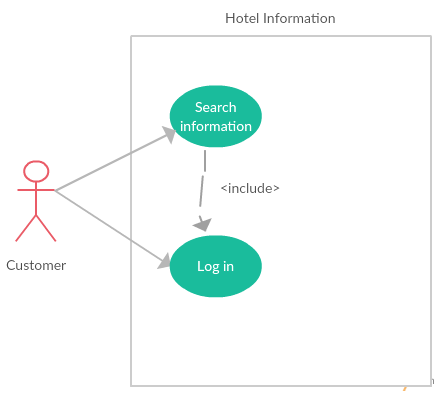 Hotel Information
Search
information
<include>
Log in
Customer